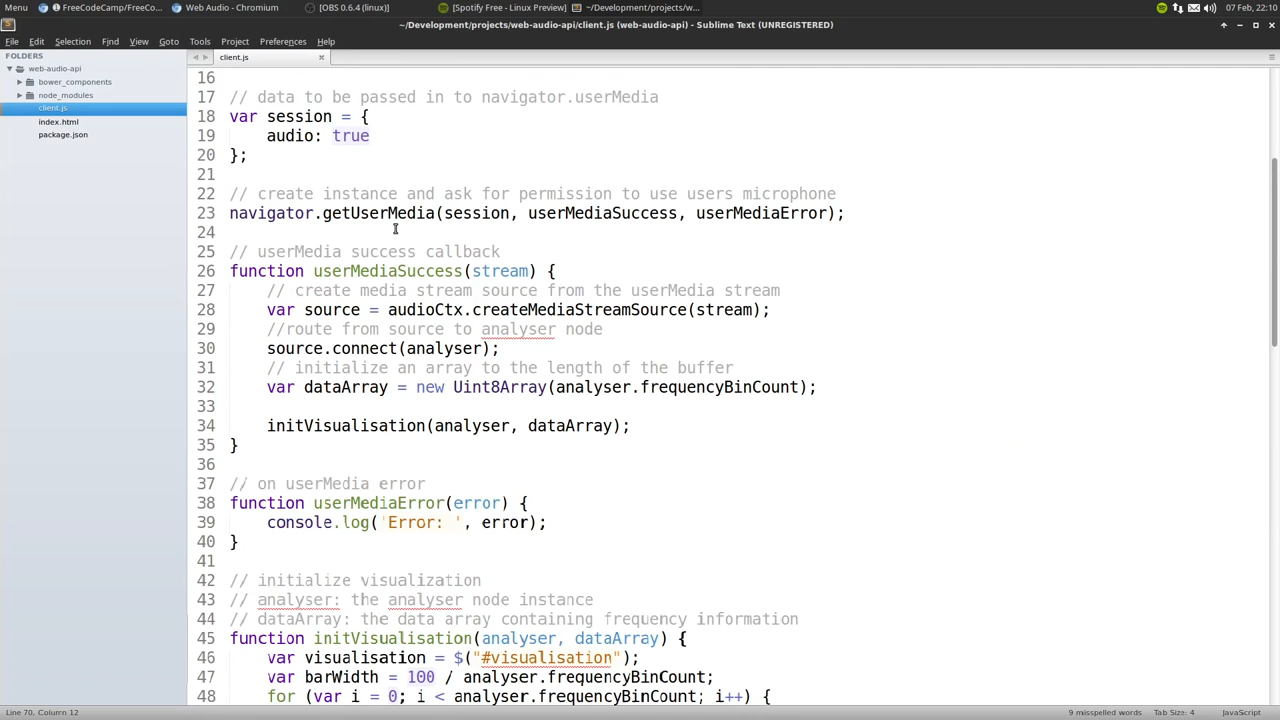 Menu FreeCodeCamp/FreeCo... Web Audio - Chromium [OBS 0.6.4 (linux)] [Spotify Free - Linux Preview] ~/Development/projects/w... 07 Feb, 22:10
~/Development/projects/web-audio-api/client.js (web-audio-api) - Sublime Text (UNREGISTERED)
File Edit Selection Find View Goto Tools Project Preferences Help
FOLDERS
web-audio-api
bower_components
node_modules
client.js
index.html
package.json
client.js
16
17 // data to be passed in to navigator.userMedia
18 var session = {
19 audio: true
20 };
21
22 // create instance and ask for permission to use users microphone
23 navigator.getUserMedia(session, userMediaSuccess, userMediaError);
24
25 // userMedia success callback
26 function userMediaSuccess(stream) {
27 // create media stream source from the userMedia stream
28 var source = audioCtx.createMediaStreamSource(stream);
29 //route from source to analyser node
30 source.connect(analyser);
31 // initialize an array to the length of the buffer
32 var dataArray = new Uint8Array(analyser.frequencyBinCount);
33
34 initVisualisation(analyser, dataArray);
35 }
36
37 // on userMedia error
38 function userMediaError(error) {
39 console.log('Error: ', error);
40 }
41
42 // initialize visualization
43 // analyser: the analyser node instance
44 // dataArray: the data array containing frequency information
45 function initVisualisation(analyser, dataArray) {
46 var visualisation = $("#visualisation");
47 var barWidth = 100 / analyser.frequencyBinCount;
48 for (var i = 0; i < analyser.frequencyBinCount; i++) {
Line 70, Column 12 9 misspelled words Tab Size: 4 JavaScript